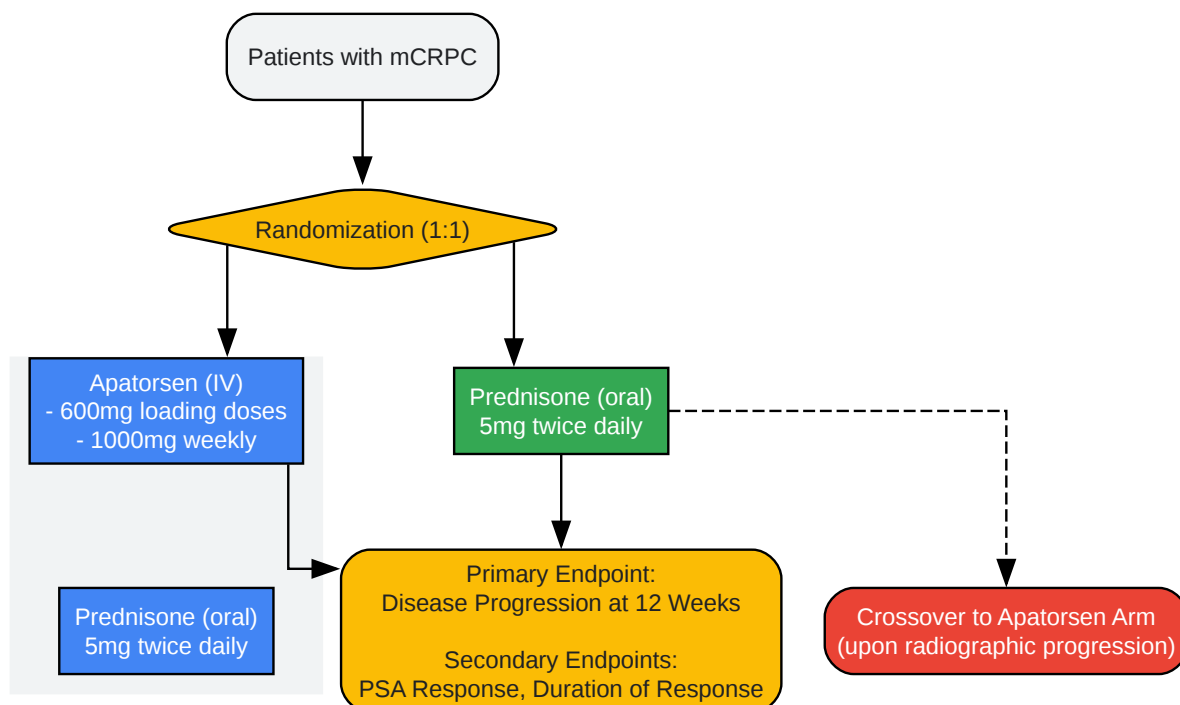 Patients with mCRPC
Randomization (1:1)
Apatorsen (IV)
- 600mg loading doses
- 1000mg weekly
Prednisone (oral)
5mg twice daily
Prednisone (oral)
5mg twice daily
Primary Endpoint:
Disease Progression at 12 Weeks
Secondary Endpoints:
PSA Response, Duration of Response
Crossover to Apatorsen Arm
(upon radiographic progression)